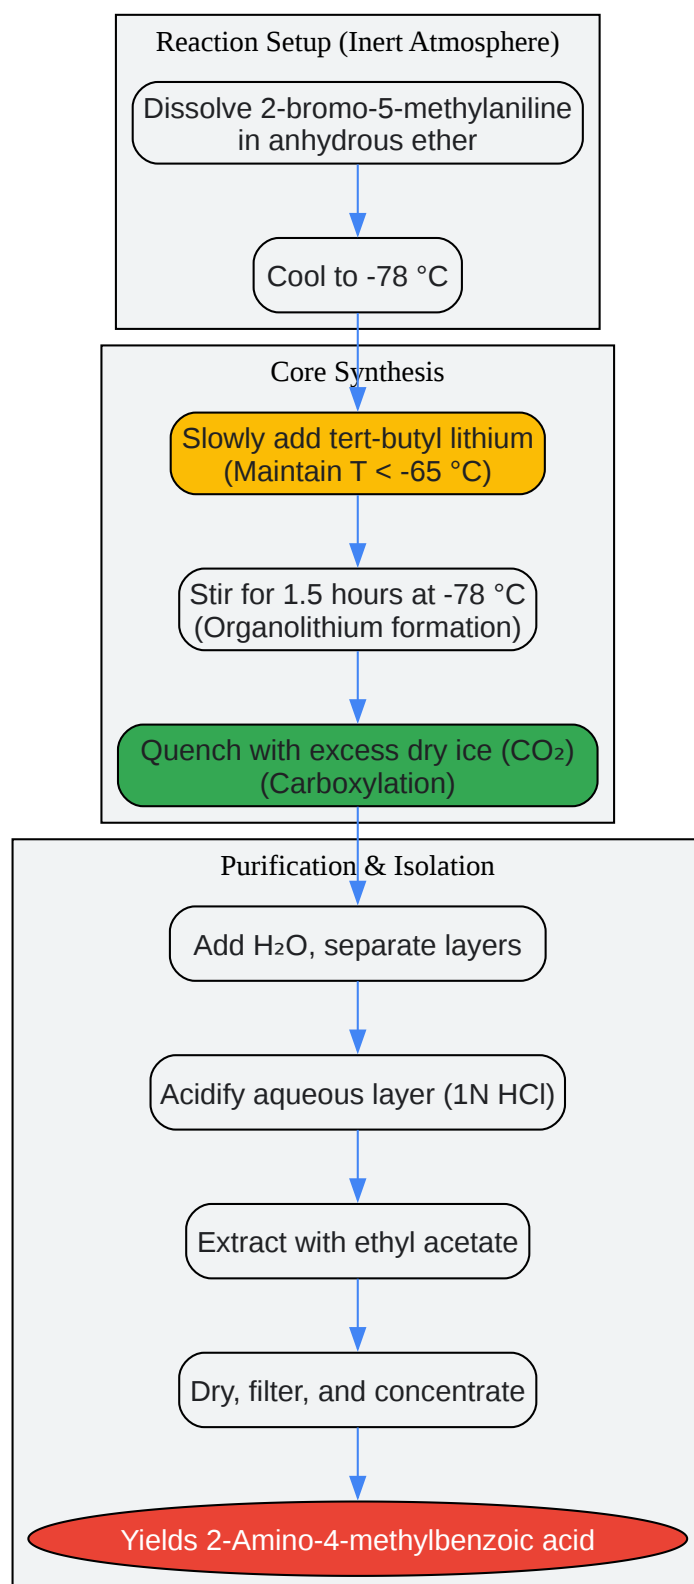 Reaction Setup (Inert Atmosphere)
Dissolve 2-bromo-5-methylaniline
in anhydrous ether
Cool to -78 °C
Core Synthesis
Slowly add tert-butyl lithium
(Maintain T < -65 °C)
Stir for 1.5 hours at -78 °C
(Organolithium formation)
Quench with excess dry ice (CO₂)
(Carboxylation)
Purification & Isolation
Add H₂O, separate layers
Acidify aqueous layer (1N HCl)
Extract with ethyl acetate
Dry, filter, and concentrate
Yields 2-Amino-4-methylbenzoic acid